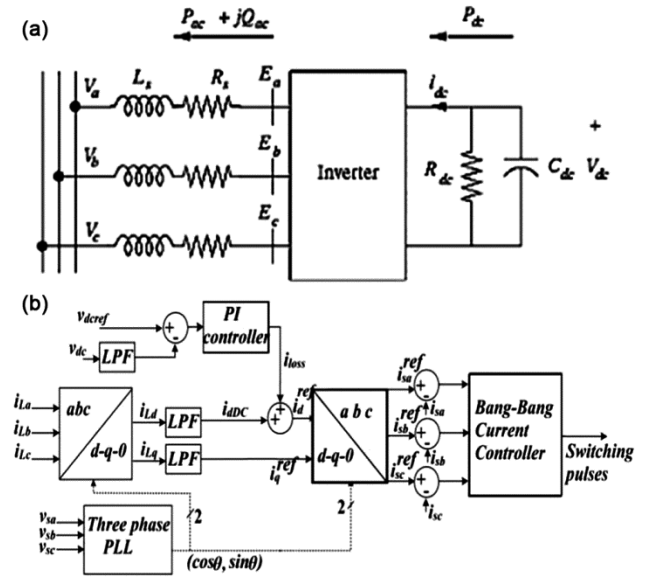 (a)
P_ac + jQ_ac
P_dc
V_a L_s R_s E_a
i_dc
V_b E_b
Inverter
R_dc C_dc V_dc
+
V_c E_c
(b)
v_dcref
+
-
PI
controller
v_dc
LPF
i_loss
i_La
i_Lb
i_Lc
abc
d-q-0
i_Ld
LPF
i_dDC
+
+
i_d^ref
i_Lq
LPF
i_q^ref
a b c
d-q-0
i_sa^ref
+
-
i_sa
i_sb^ref
+
-
i_sb
i_sc^ref
+
-
i_sc
Bang-Bang
Current
Controller
Switching
pulses
2
2
v_sa
v_sb
v_sc
Three phase
PLL
(cosθ, sinθ)